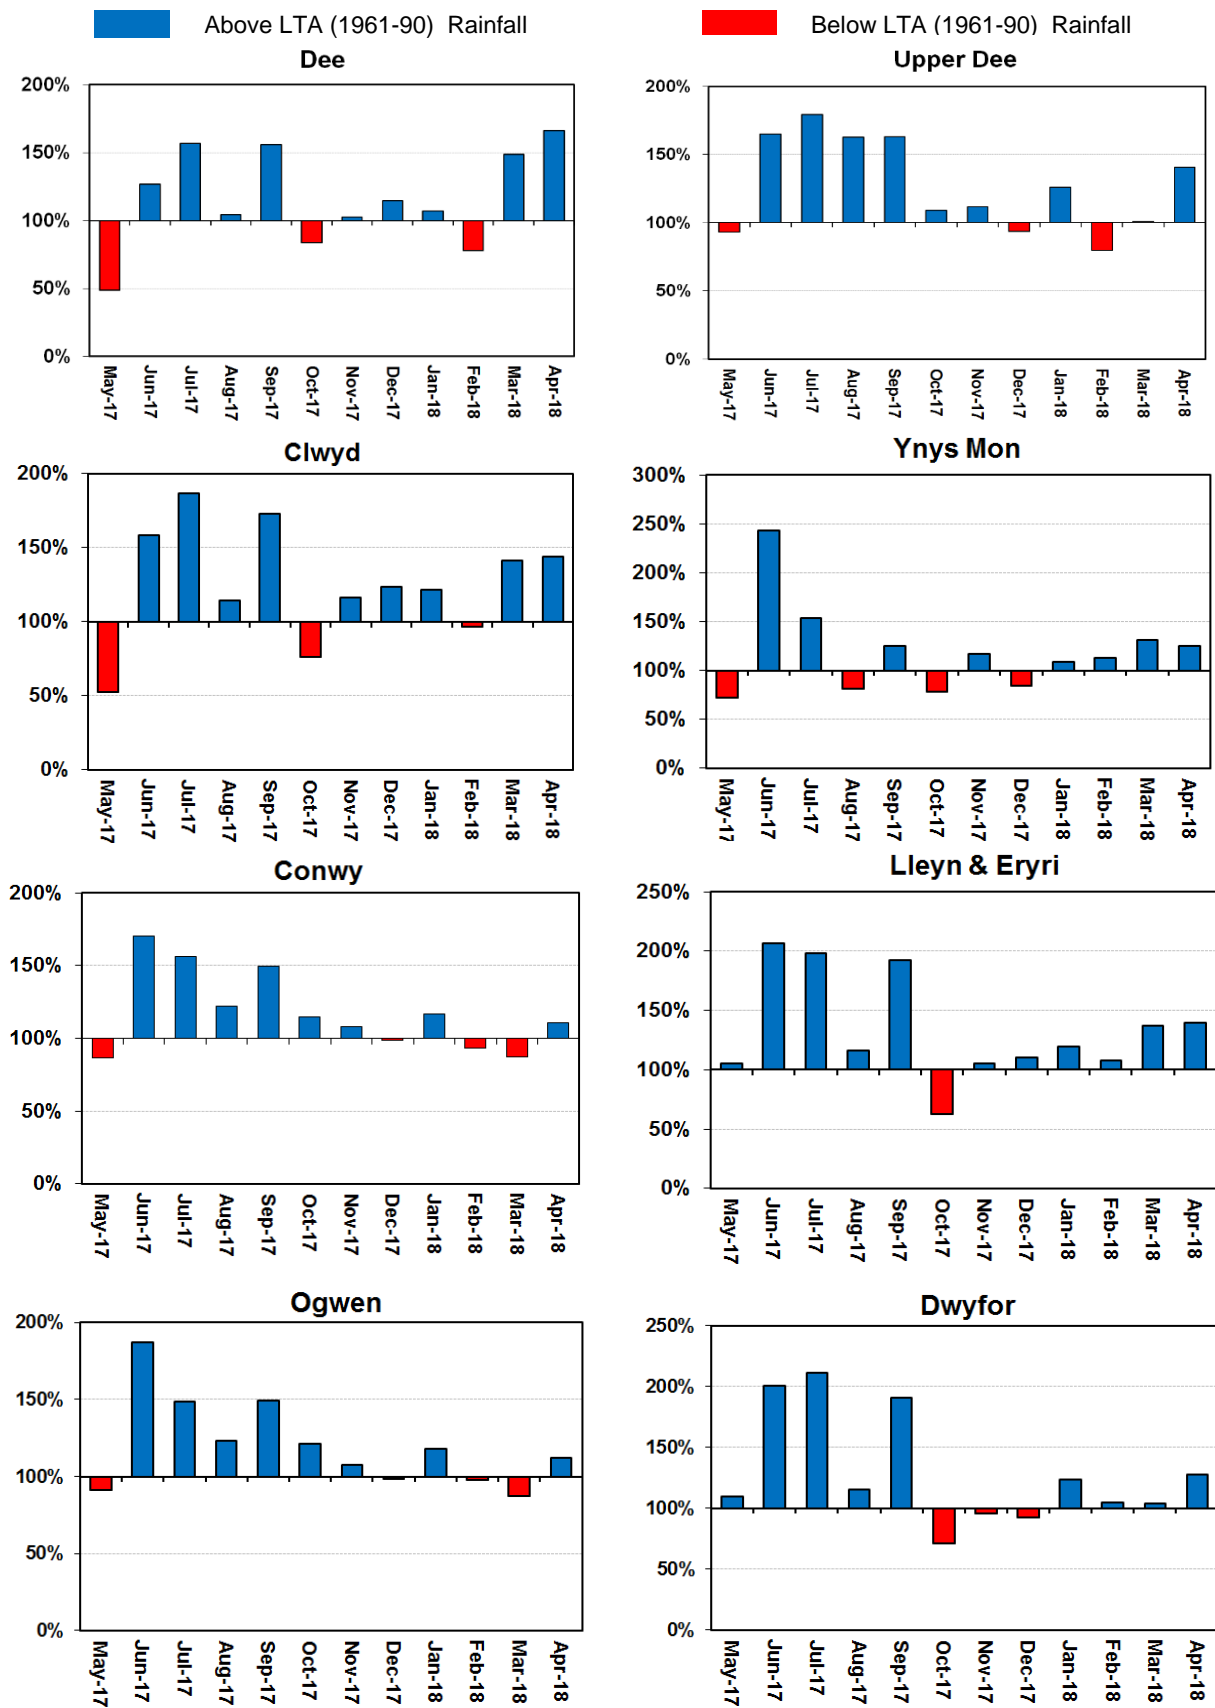 Above LTA (1961-90) Rainfall
Below LTA (1961-90) Rainfall
Dee
200%
150%
100%
50%
0%
May-17
Jun-17
Jul-17
Aug-17
Sep-17
Oct-17
Nov-17
Dec-17
Jan-18
Feb-18
Mar-18
Apr-18
Upper Dee
200%
150%
100%
50%
0%
May-17
Jun-17
Jul-17
Aug-17
Sep-17
Oct-17
Nov-17
Dec-17
Jan-18
Feb-18
Mar-18
Apr-18
Clwyd
200%
150%
100%
50%
0%
May-17
Jun-17
Jul-17
Aug-17
Sep-17
Oct-17
Nov-17
Dec-17
Jan-18
Feb-18
Mar-18
Apr-18
Ynys Mon
300%
250%
200%
150%
100%
50%
0%
May-17
Jun-17
Jul-17
Aug-17
Sep-17
Oct-17
Nov-17
Dec-17
Jan-18
Feb-18
Mar-18
Apr-18
Conwy
200%
150%
100%
50%
0%
May-17
Jun-17
Jul-17
Aug-17
Sep-17
Oct-17
Nov-17
Dec-17
Jan-18
Feb-18
Mar-18
Apr-18
Lleyn & Eryri
250%
200%
150%
100%
50%
0%
May-17
Jun-17
Jul-17
Aug-17
Sep-17
Oct-17
Nov-17
Dec-17
Jan-18
Feb-18
Mar-18
Apr-18
Ogwen
200%
150%
100%
50%
0%
May-17
Jun-17
Jul-17
Aug-17
Sep-17
Oct-17
Nov-17
Dec-17
Jan-18
Feb-18
Mar-18
Apr-18
Dwyfor
250%
200%
150%
100%
50%
0%
May-17
Jun-17
Jul-17
Aug-17
Sep-17
Oct-17
Nov-17
Dec-17
Jan-18
Feb-18
Mar-18
Apr-18